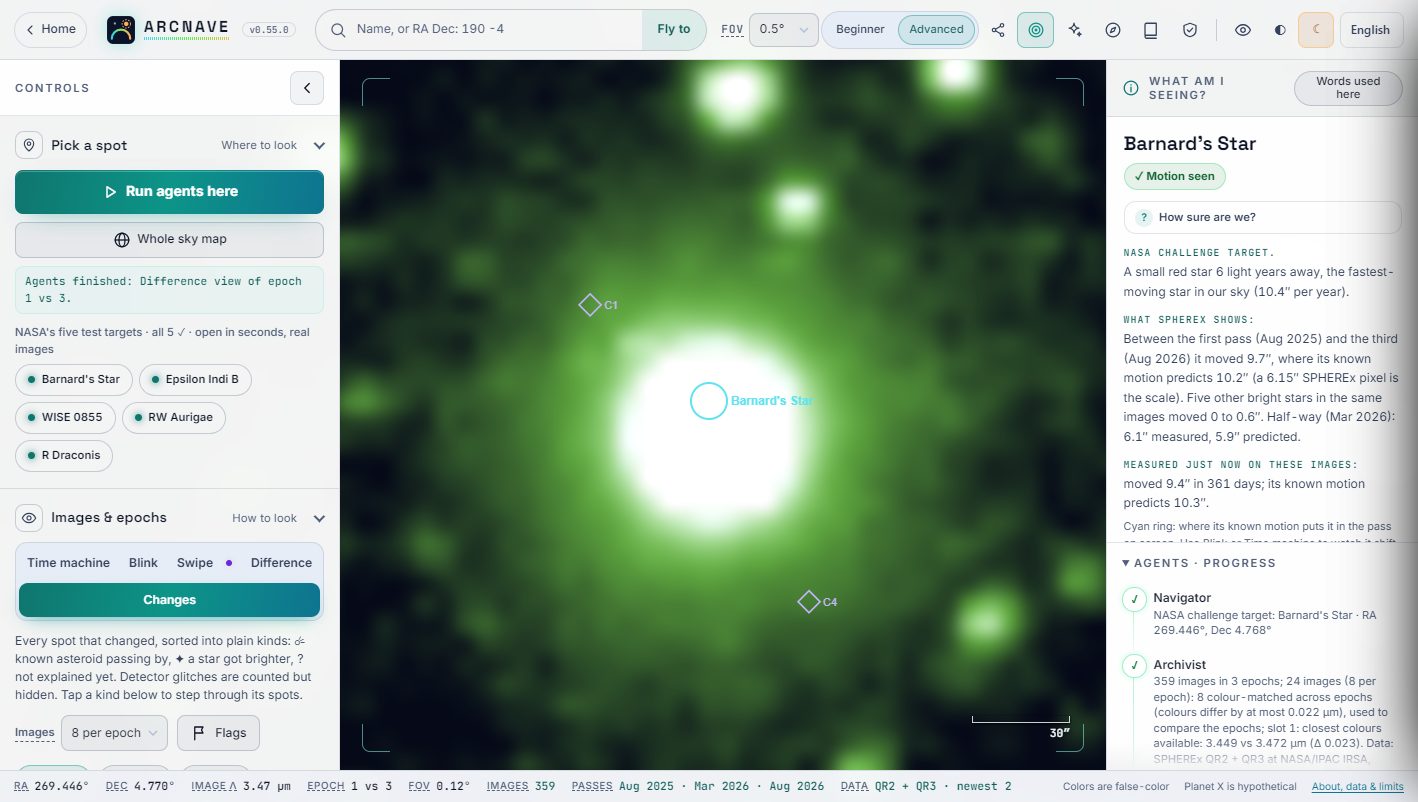 Home
ARCNAVE
v0.55.0
Name, or RA Dec: 190 -4
Fly to
FOV
0.5°
Beginner
Advanced
English
CONTROLS
Pick a spot
Where to look
Run agents here
Whole sky map
Agents finished: Difference view of epoch
1 vs 3.
NASA's five test targets · all 5 ✓ · open in seconds, real
images
Barnard's Star
Epsilon Indi B
WISE 0855
RW Aurigae
R Draconis
Images & epochs
How to look
Time machine
Blink
Swipe
Difference
Changes
Every spot that changed, sorted into plain kinds: ☄
known asteroid passing by, ✦ a star got brighter, ?
not explained yet. Detector glitches are counted but
hidden. Tap a kind below to step through its spots.
Images
8 per epoch
Flags
C1
Barnard's Star
C4
30″
WHAT AM I
SEEING?
Words used
here
Barnard's Star
✓ Motion seen
? How sure are we?
NASA CHALLENGE TARGET.
A small red star 6 light years away, the fastest-
moving star in our sky (10.4″ per year).
WHAT SPHEREX SHOWS:
Between the first pass (Aug 2025) and the third
(Aug 2026) it moved 9.7″, where its known
motion predicts 10.2″ (a 6.15″ SPHEREx pixel is
the scale). Five other bright stars in the same
images moved 0 to 0.6″. Half-way (Mar 2026):
6.1″ measured, 5.9″ predicted.
MEASURED JUST NOW ON THESE IMAGES:
moved 9.4″ in 361 days; its known motion
predicts 10.3″.
Cyan ring: where its known motion puts it in the pass
▼ AGENTS · PROGRESS
✓ Navigator
NASA challenge target: Barnard's Star · RA
269.446°, Dec 4.768°
✓ Archivist
359 images in 3 epochs; 24 images (8 per
epoch): 8 colour-matched across epochs
(colours differ by at most 0.022 µm), used to
compare the epochs; slot 1: closest colours
available: 3.449 vs 3.472 µm (Δ 0.023). Data:
SPHEREx QR2 + QR3 at NASA/IPAC IRSA,
RA 269.446°
DEC 4.770°
IMAGE Λ 3.47 µm
EPOCH 1 vs 3
FOV 0.12°
IMAGES 359
PASSES Aug 2025 · Mar 2026 · Aug 2026
DATA QR2 + QR3 · newest 2
Colors are false-color
Planet X is hypothetical
About, data & limits